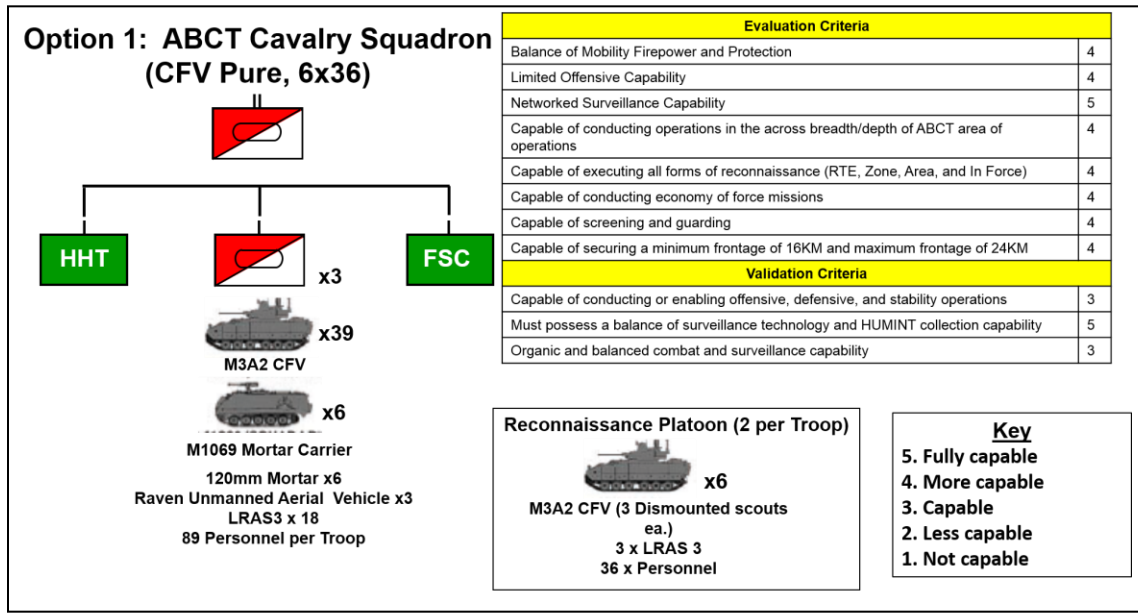 Option 1: ABCT Cavalry Squadron
(CFV Pure, 6x36)
HHT
x3
FSC
x39
M3A2 CFV
x6
M1069 Mortar Carrier
120mm Mortar x6
Raven Unmanned Aerial Vehicle x3
LRAS3 x 18
89 Personnel per Troop
Evaluation Criteria
Balance of Mobility Firepower and Protection 4
Limited Offensive Capability 4
Networked Surveillance Capability 5
Capable of conducting operations in the across breadth/depth of ABCT area of
operations 4
Capable of executing all forms of reconnaissance (RTE, Zone, Area, and In Force) 4
Capable of conducting economy of force missions 4
Capable of screening and guarding 4
Capable of securing a minimum frontage of 16KM and maximum frontage of 24KM 4
Validation Criteria
Capable of conducting or enabling offensive, defensive, and stability operations 3
Must possess a balance of surveillance technology and HUMINT collection capability 5
Organic and balanced combat and surveillance capability 3
Reconnaissance Platoon (2 per Troop)
x6
M3A2 CFV (3 Dismounted scouts
ea.)
3 x LRAS 3
36 x Personnel
Key
5. Fully capable
4. More capable
3. Capable
2. Less capable
1. Not capable